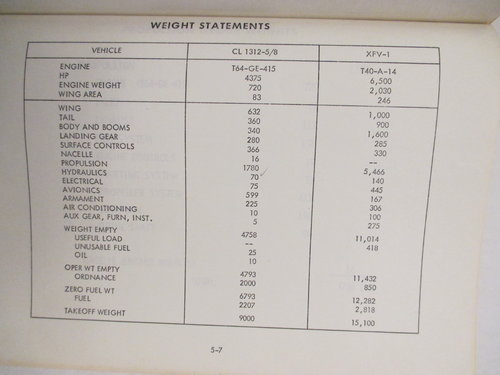 WEIGHT STATEMENTS
VEHICLE CL 1312-5/8 XFV-1
ENGINE T64-GE-415 T40-A-14
HP 4375 6,500
ENGINE WEIGHT 720 2,030
WING AREA 83 246
WING 632 1,000
TAIL 360 900
BODY AND BOOMS 340 1,600
LANDING GEAR 280 285
SURFACE CONTROLS 366 330
NACELLE 16 --
PROPULSION 1780 5,466
HYDRAULICS 70 140
ELECTRICAL 75 445
AVIONICS 599 167
ARMAMENT 225 306
AIR CONDITIONING 10 100
AUX GEAR, FURN, INST. 5 275
WEIGHT EMPTY 4758 11,014
USEFUL LOAD -- 418
UNUSABLE FUEL 25
OIL 10
OPER WT EMPTY 4793 11,432
ORDNANCE 2000 850
ZERO FUEL WT 6793 12,282
FUEL 2207 2,818
TAKEOFF WEIGHT 9000 15,100
5-7